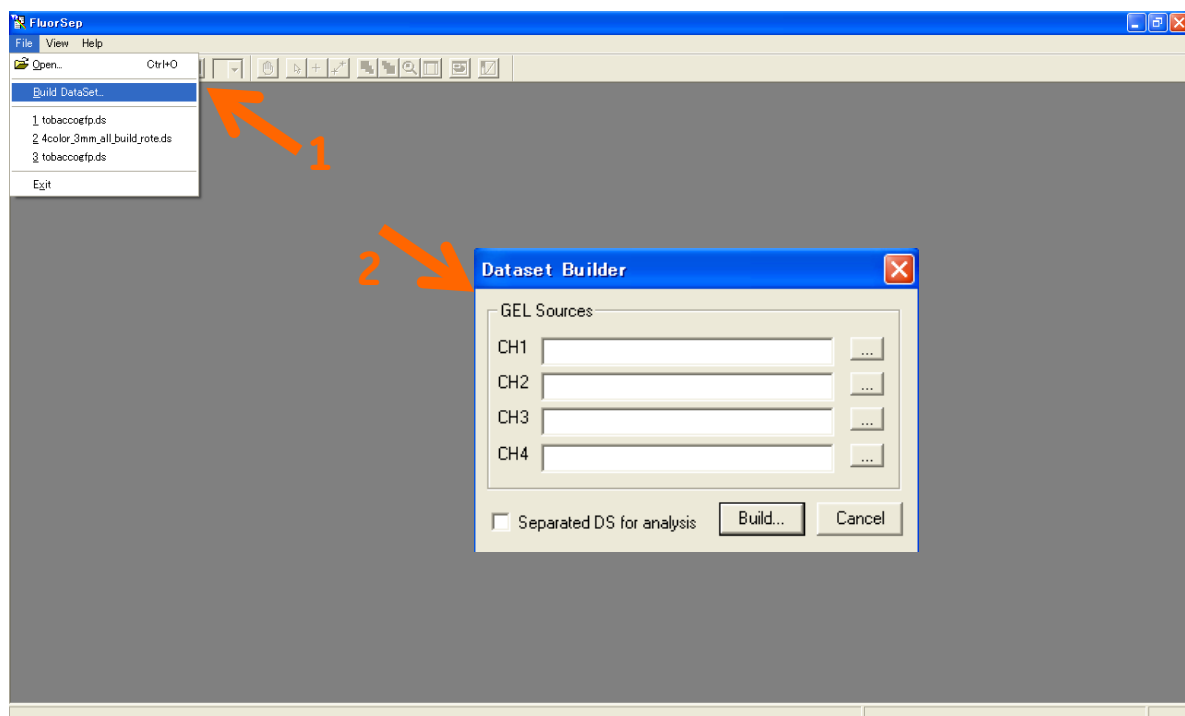 FluorSep
File View Help
Open... Ctrl+O
Build DataSet...
1 tobaccogfp.ds
2 4color_3mm_all_build_rote.ds
3 tobaccogfp.ds
Exit
1
2
Dataset Builder
GEL Sources
CH1 ...
CH2 ...
CH3 ...
CH4 ...
Separated DS for analysis Build... Cancel